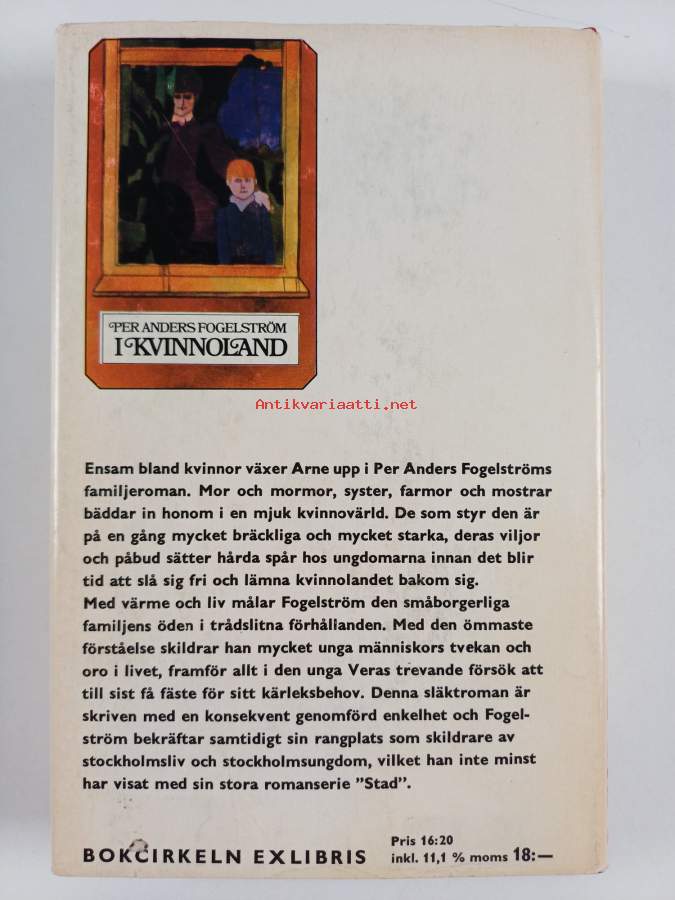 PER ANDERS FOGELSTRÖM
I KVINNOLAND
Antikvariaatti.net
Ensam bland kvinnor växer Arne upp i Per Anders Fogelströms
familjeroman. Mor och mormor, syster, farmor och mostrar
bäddar in honom i en mjuk kvinnovärld. De som styr den är
på en gång mycket bräckliga och mycket starka, deras viljor
och påbud sätter hårda spår hos ungdomarna innan det blir
tid att slå sig fri och lämna kvinnolandet bakom sig.
Med värme och liv målar Fogelström den småborgerliga
familjens öden i trådslitna förhållanden. Med den ömmaste
förståelse skildrar han mycket unga människors tvekan och
oro i livet, framför allt i den unga Veras trevande försök att
till sist få fäste för sitt kärleksbehov. Denna släktroman är
skriven med en konsekvent genomförd enkelhet och Fogel-
ström bekräftar samtidigt sin rangplats som skildrare av
stockholmsliv och stockholmsungdom, vilket han inte minst
har visat med sin stora romanserie ”Stad”.
BOKCIRKELN EXLIBRIS
Pris 16:20
inkl. 11,1 % moms 18:—